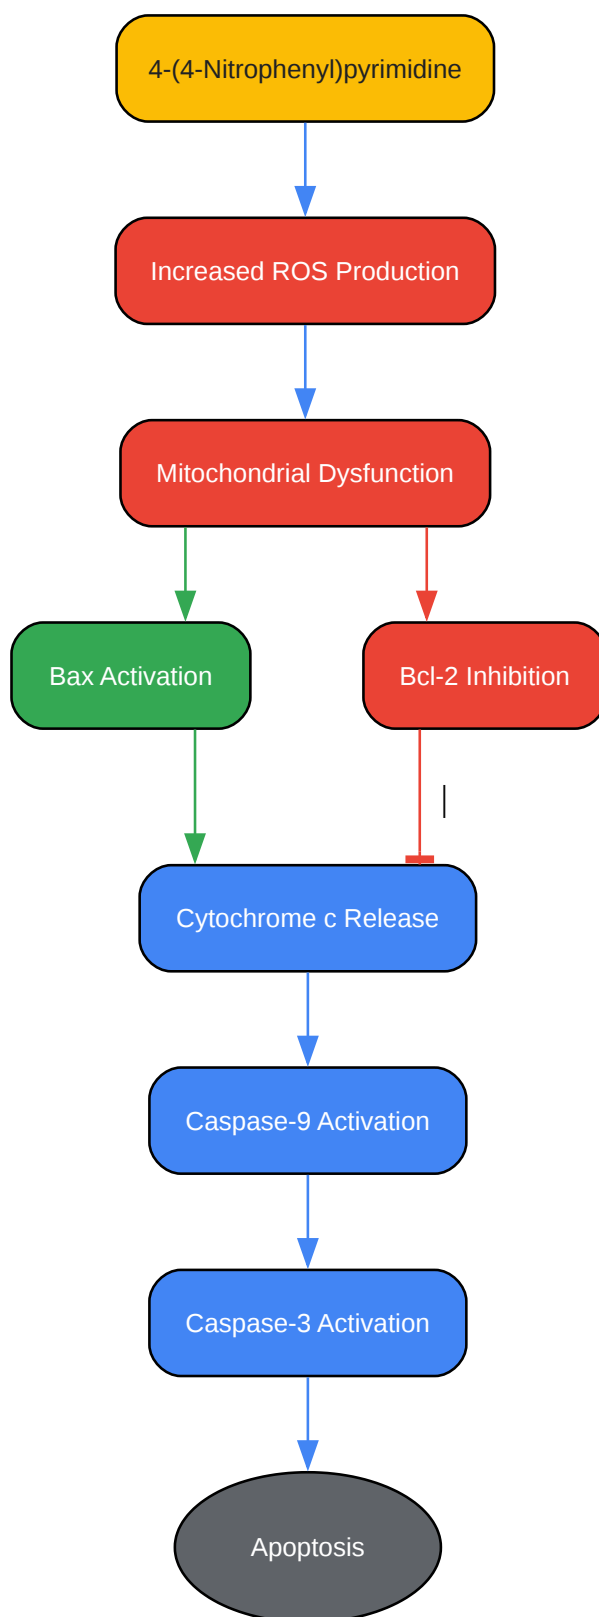 4-(4-Nitrophenyl)pyrimidine
Increased ROS Production
Mitochondrial Dysfunction
Bax Activation
Bcl-2 Inhibition
|
Cytochrome c Release
Caspase-9 Activation
Caspase-3 Activation
Apoptosis